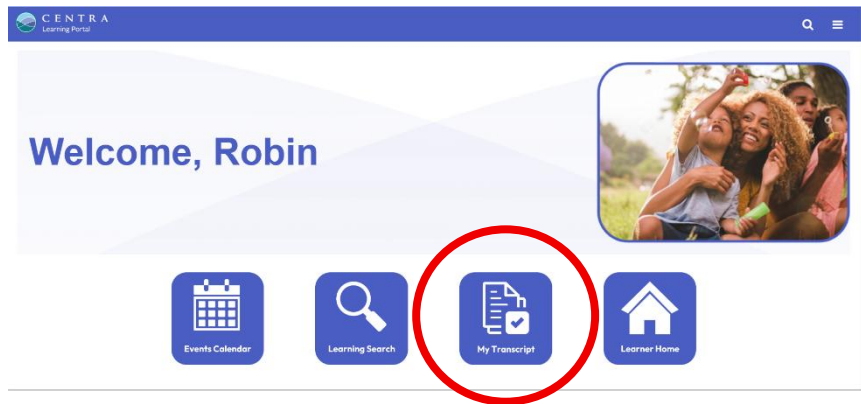 CENTRA
Learning Portal
Welcome, Robin
Events Calendar
Learning Search
My Transcript
Learner Home